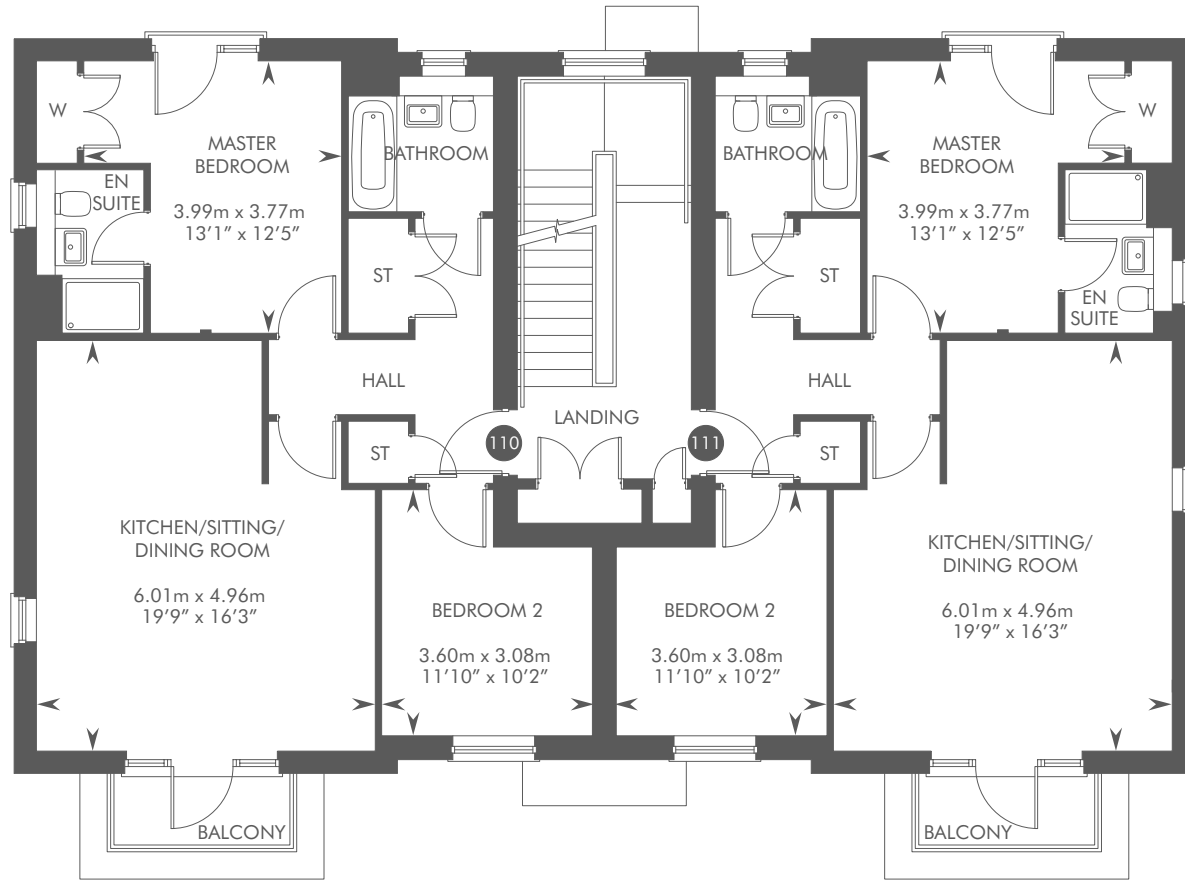 W
MASTER
BEDROOM
3.99m x 3.77m
13'1" x 12'5"
EN
SUITE
BATHROOM
ST
HALL
ST
110
LANDING
KITCHEN/SITTING/
DINING ROOM
6.01m x 4.96m
19'9" x 16'3"
BEDROOM 2
3.60m x 3.08m
11'10" x 10'2"
BALCONY
BATHROOM
MASTER
BEDROOM
3.99m x 3.77m
13'1" x 12'5"
W
ST
EN
SUITE
HALL
111
ST
BEDROOM 2
3.60m x 3.08m
11'10" x 10'2"
KITCHEN/SITTING/
DINING ROOM
6.01m x 4.96m
19'9" x 16'3"
BALCONY